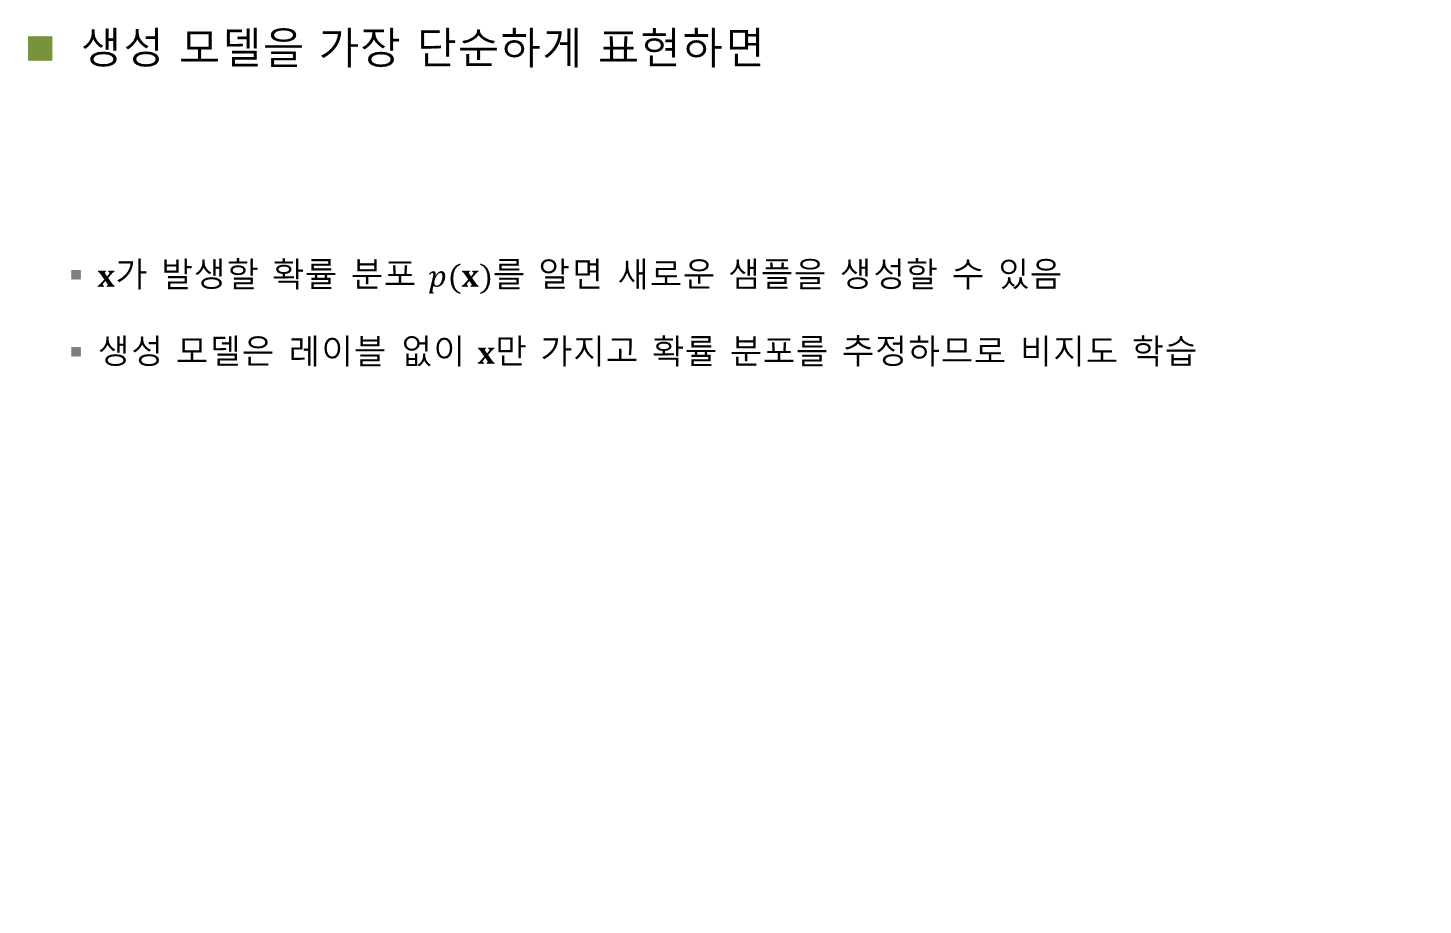 ■ 생성 모델을 가장 단순하게 표현하면
▪ x가 발생할 확률 분포 p(x)를 알면 새로운 샘플을 생성할 수 있음
▪ 생성 모델은 레이블 없이 x만 가지고 확률 분포를 추정하므로 비지도 학습